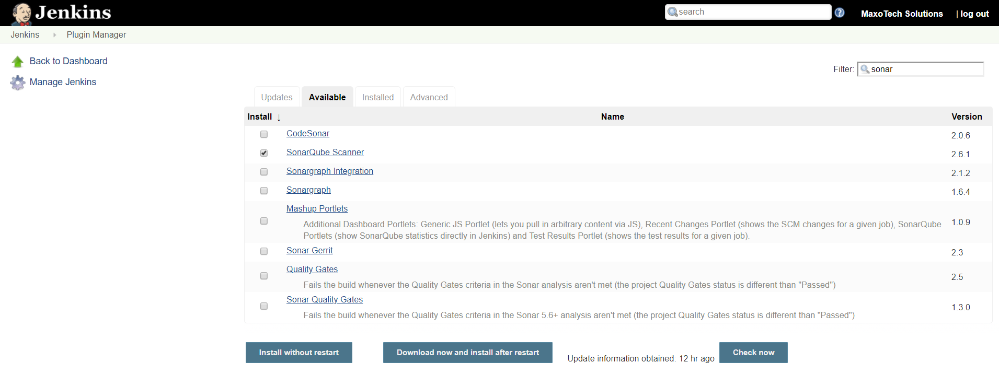 Jenkins
search
?
MaxoTech Solutions | log out
Jenkins Plugin Manager
Back to Dashboard
Manage Jenkins
Filter: sonar
Updates Available Installed Advanced
Install ↓ Name Version
CodeSonar 2.0.6
SonarQube Scanner 2.6.1
Sonargraph Integration 2.1.2
Sonargraph 1.6.4
Mashup Portlets
Additional Dashboard Portlets: Generic JS Portlet (lets you pull in arbitrary content via JS), Recent Changes Portlet (shows the SCM changes for a given job), SonarQube
Portlets (show SonarQube statistics directly in Jenkins) and Test Results Portlet (shows the test results for a given job).
1.0.9
Sonar Gerrit 2.3
Quality Gates
Fails the build whenever the Quality Gates criteria in the Sonar analysis aren't met (the project Quality Gates status is different than "Passed")
2.5
Sonar Quality Gates
Fails the build whenever the Quality Gates criteria in the Sonar 5.6+ analysis aren't met (the project Quality Gates status is different than "Passed")
1.3.0
Install without restart Download now and install after restart Update information obtained: 12 hr ago Check now